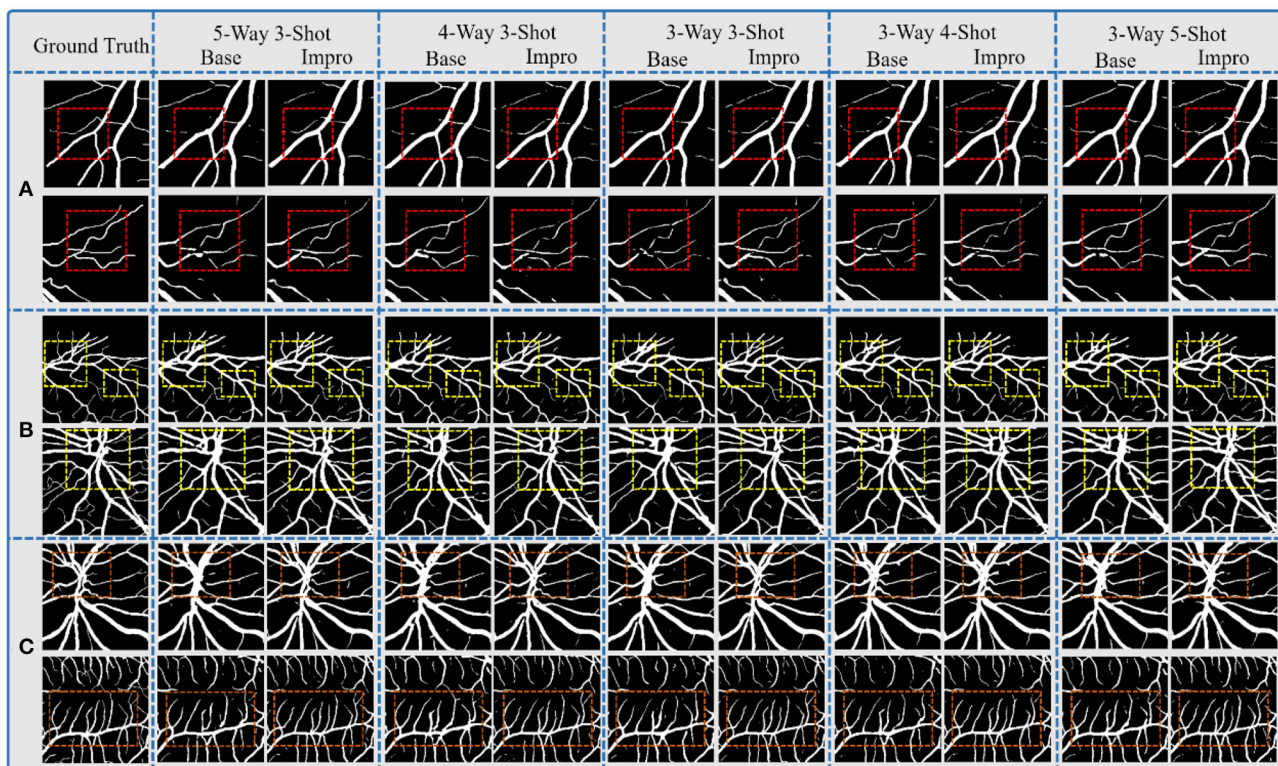 Ground Truth
5-Way 3-Shot
Base Impro
4-Way 3-Shot
Base Impro
3-Way 3-Shot
Base Impro
3-Way 4-Shot
Base Impro
3-Way 5-Shot
Base Impro
A
B
C